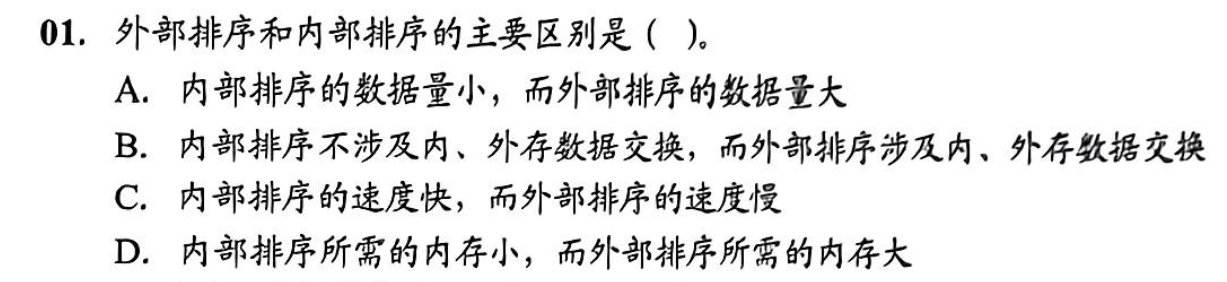 01. 外部排序和内部排序的主要区别是（ ）。
A. 内部排序的数据量小，而外部排序的数据量大
B. 内部排序不涉及内、外存数据交换，而外部排序涉及内、外存数据交换
C. 内部排序的速度快，而外部排序的速度慢
D. 内部排序所需的内存小，而外部排序所需的内存大